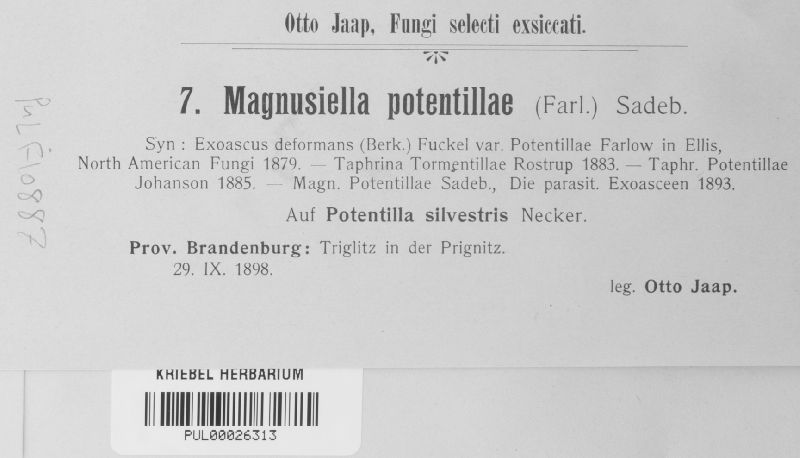 Otto Jaap, Fungi selecti exsiccati.
7. Magnusiella potentillae (Farl.) Sadeb.
Syn : Exoascus deformans (Berk.) Fuckel var. Potentillae Farlow in Ellis,
North American Fungi 1879. — Taphrina Tormentillae Rostrup 1883. — Taphr. Potentillae
Johanson 1885. — Magn. Potentillae Sadeb., Die parasit. Exoasceen 1893.
Auf Potentilla silvestris Necker.
Prov. Brandenburg: Triglitz in der Prignitz.
29. IX. 1898.
leg. Otto Jaap.
PUL F10887
KRIEBEL HERBARIUM
PUL00026313